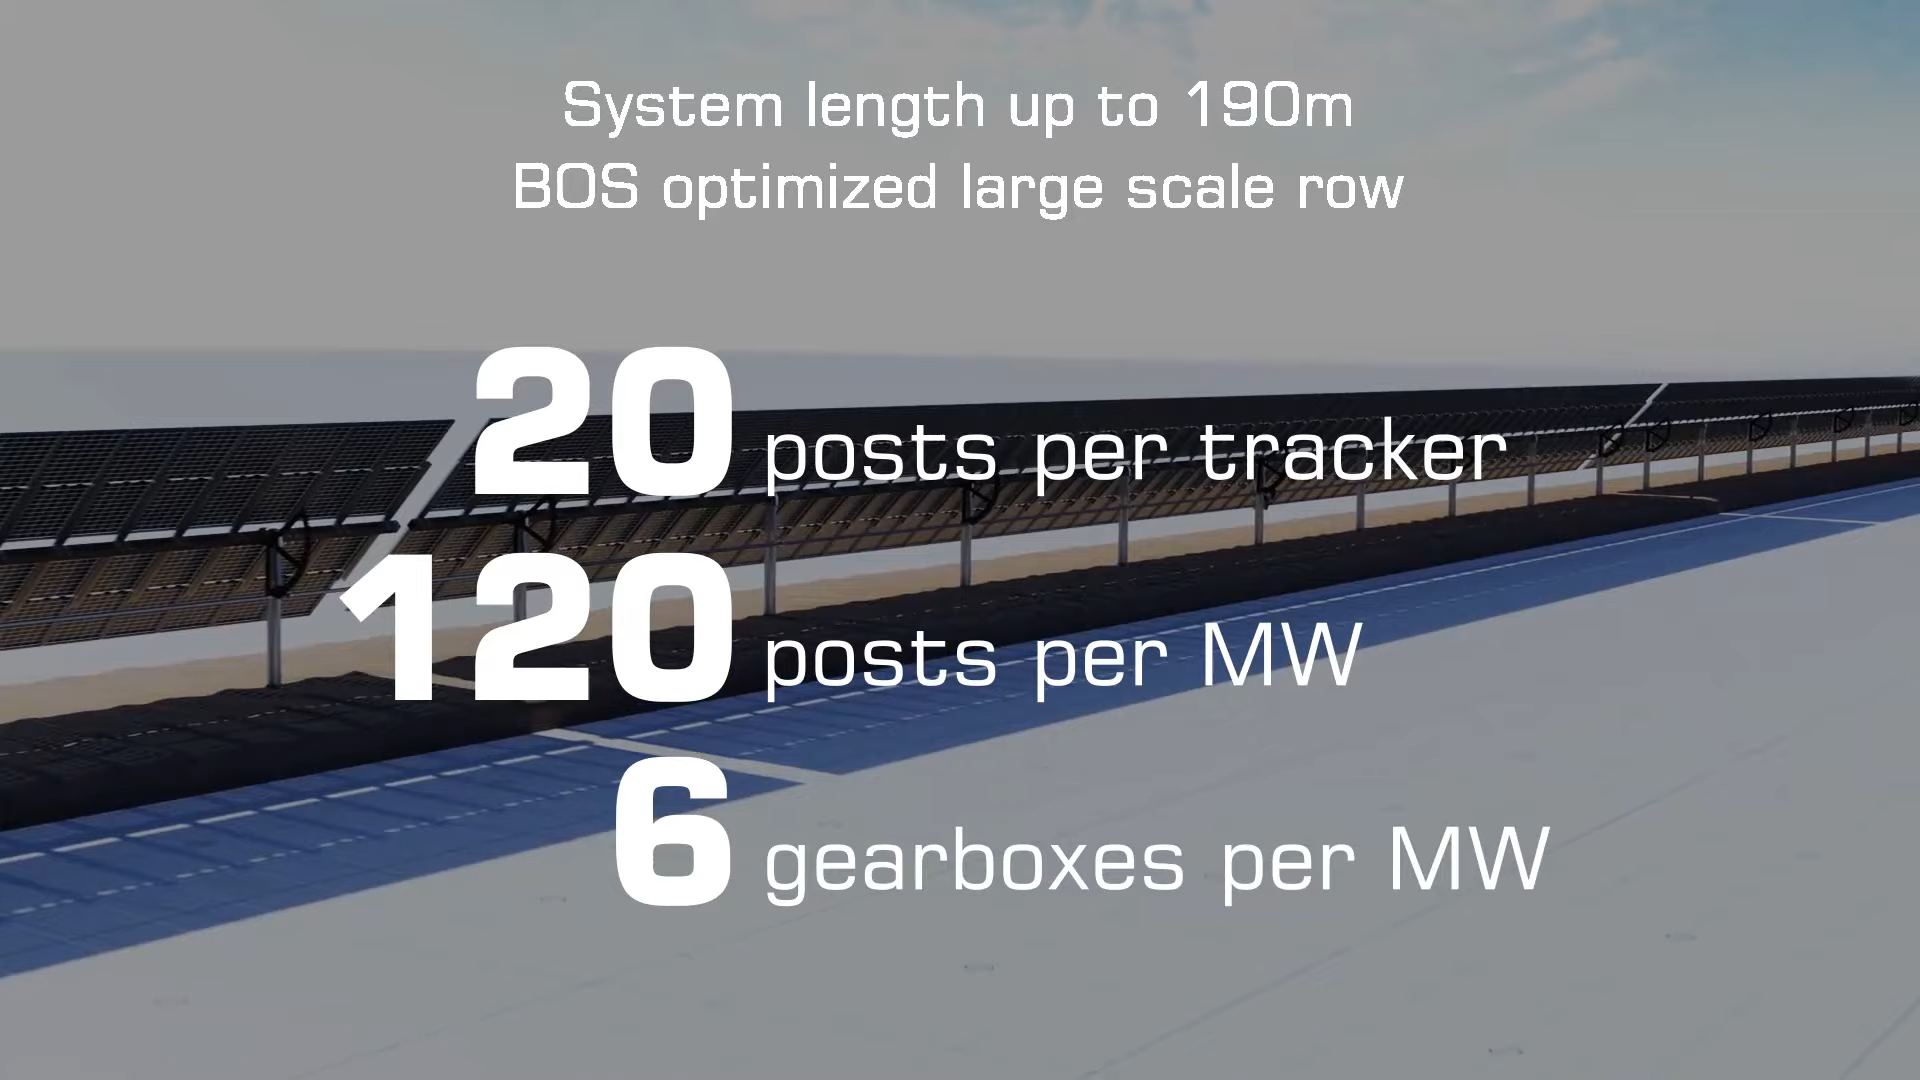 System length up to 190m
BOS optimized large scale row
20 posts per tracker
120 posts per MW
6 gearboxes per MW